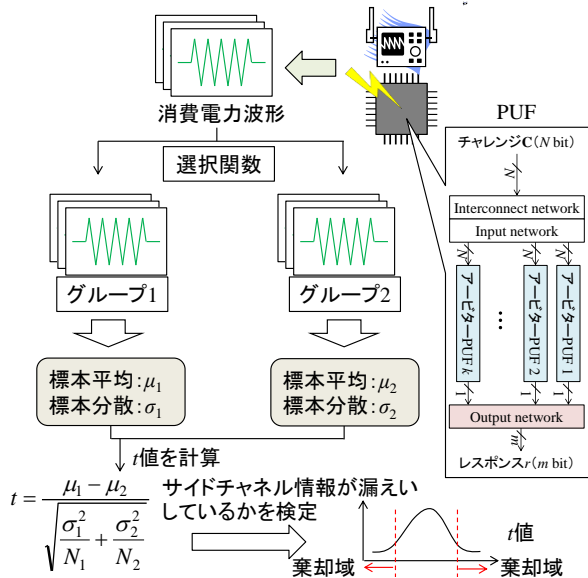 消費電力波形
選択関数
グループ1
グループ2
標本平均:μ₁
標本分散:σ₁
標本平均:μ₂
標本分散:σ₂
t値を計算
t = (μ₁ − μ₂) / √(σ₁²/N₁ + σ₂²/N₂)
サイドチャネル情報が漏えい
しているかを検定
t値
棄却域
棄却域
PUF
チャレンジC(N bit)
N
Interconnect network
Input network
N
N
N
アービターPUF k
…
アービターPUF 2
アービターPUF 1
1
1
1
Output network
m
レスポンスr(m bit)